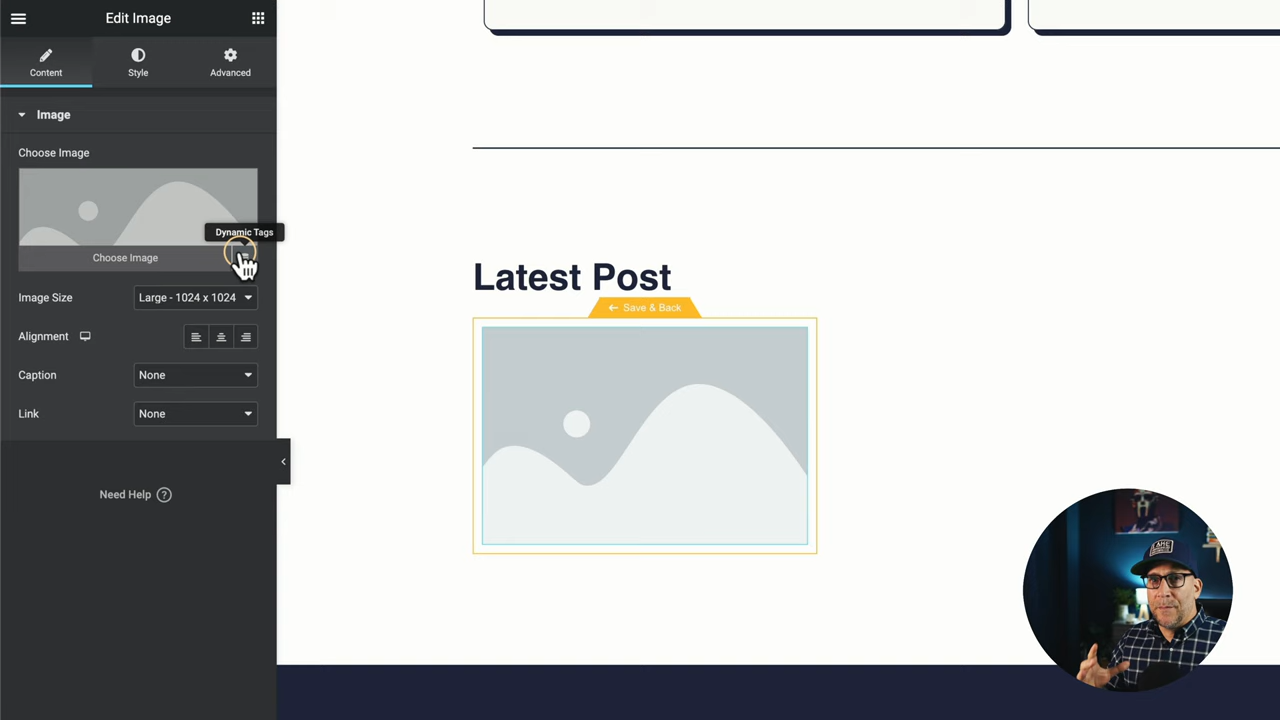 Edit Image
Content
Style
Advanced
Image
Choose Image
Dynamic Tags
Choose Image
Image Size
Large - 1024 x 1024
Alignment
Caption
None
Link
None
Need Help ?
Latest Post
Save & Back
AHC